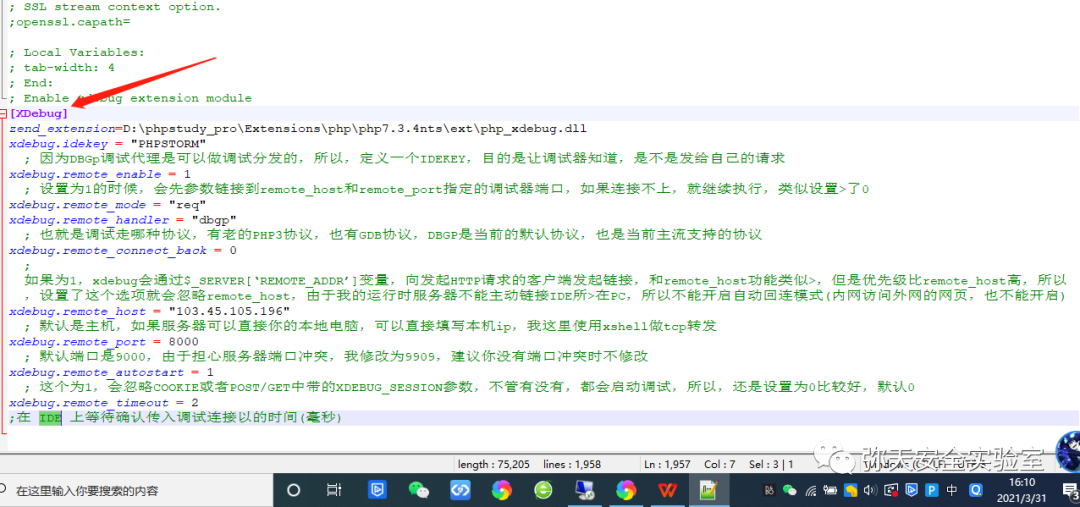 ; SSL stream context option.
;openssl.capath=
; Local Variables:
; tab-width: 4
; End:
; Enable xdebug extension module
[XDebug]
zend_extension=D:\phpstudy_pro\Extensions\php\php7.3.4nts\ext\php_xdebug.dll
xdebug.idekey = "PHPSTORM"
; 因为DBGp调试代理是可以做调试分发的，所以，定义一个IDEKEY，目的是让调试器知道，是不是发给自己的请求
xdebug.remote_enable = 1
; 设置为1的时候，会先参数链接到remote_host和remote_port指定的调试器端口，如果连接不上，就继续执行，类似设置>了0
xdebug.remote_mode = "req"
xdebug.remote_handler = "dbgp"
; 也就是调试走哪种协议，有老的PHP3协议，也有GDB协议，DBGP是当前的默认协议，也是当前主流支持的协议
xdebug.remote_connect_back = 0
;
如果为1，xdebug会通过$_SERVER[‘REMOTE_ADDR’]变量，向发起HTTP请求的客户端发起链接，和remote_host功能类似>，但是优先级比remote_host高，所以
，设置了这个选项就会忽略remote_host，由于我的运行时服务器不能主动链接IDE所>在PC，所以不能开启自动回连模式(内网访问外网的网页，也不能开启)
xdebug.remote_host = "103.45.105.196"
; 默认是主机，如果服务器可以直接你的本地电脑，可以直接填写本机ip，我这里使用xshell做tcp转发
xdebug.remote_port = 8000
; 默认端口是9000，由于担心服务器端口冲突，我修改为9909，建议你没有端口冲突时不修改
xdebug.remote_autostart = 1
; 这个为1，会忽略COOKIE或者POST/GET中带的XDEBUG_SESSION参数，不管有没有，都会启动调试，所以，还是设置为0比较好，默认0
xdebug.remote_timeout = 2
;在 IDE 上等待确认传入调试连接以的时间(毫秒)
length : 75,205 lines : 1,958 Ln : 1,957 Col : 7 Sel : 3 | 1
弥天安全实验室
在这里输入你要搜索的内容
中
16:10
2021/3/31
3